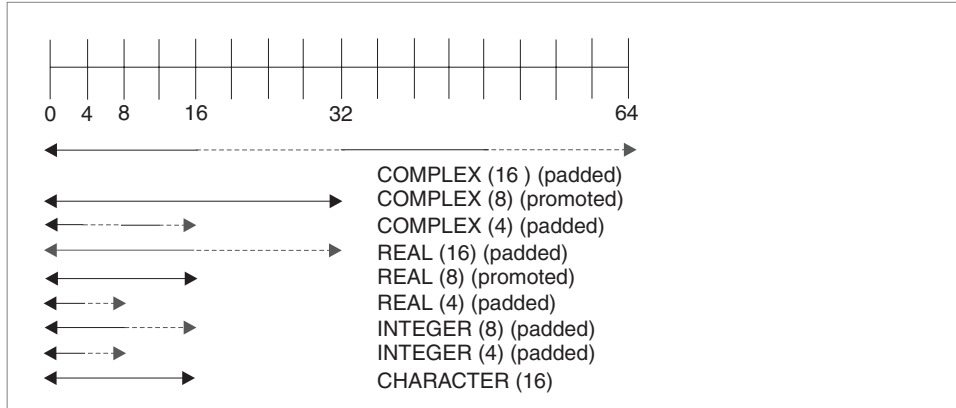 0 4 8 16 32 64
COMPLEX (16 ) (padded)
COMPLEX (8) (promoted)
COMPLEX (4) (padded)
REAL (16) (padded)
REAL (8) (promoted)
REAL (4) (padded)
INTEGER (8) (padded)
INTEGER (4) (padded)
CHARACTER (16)